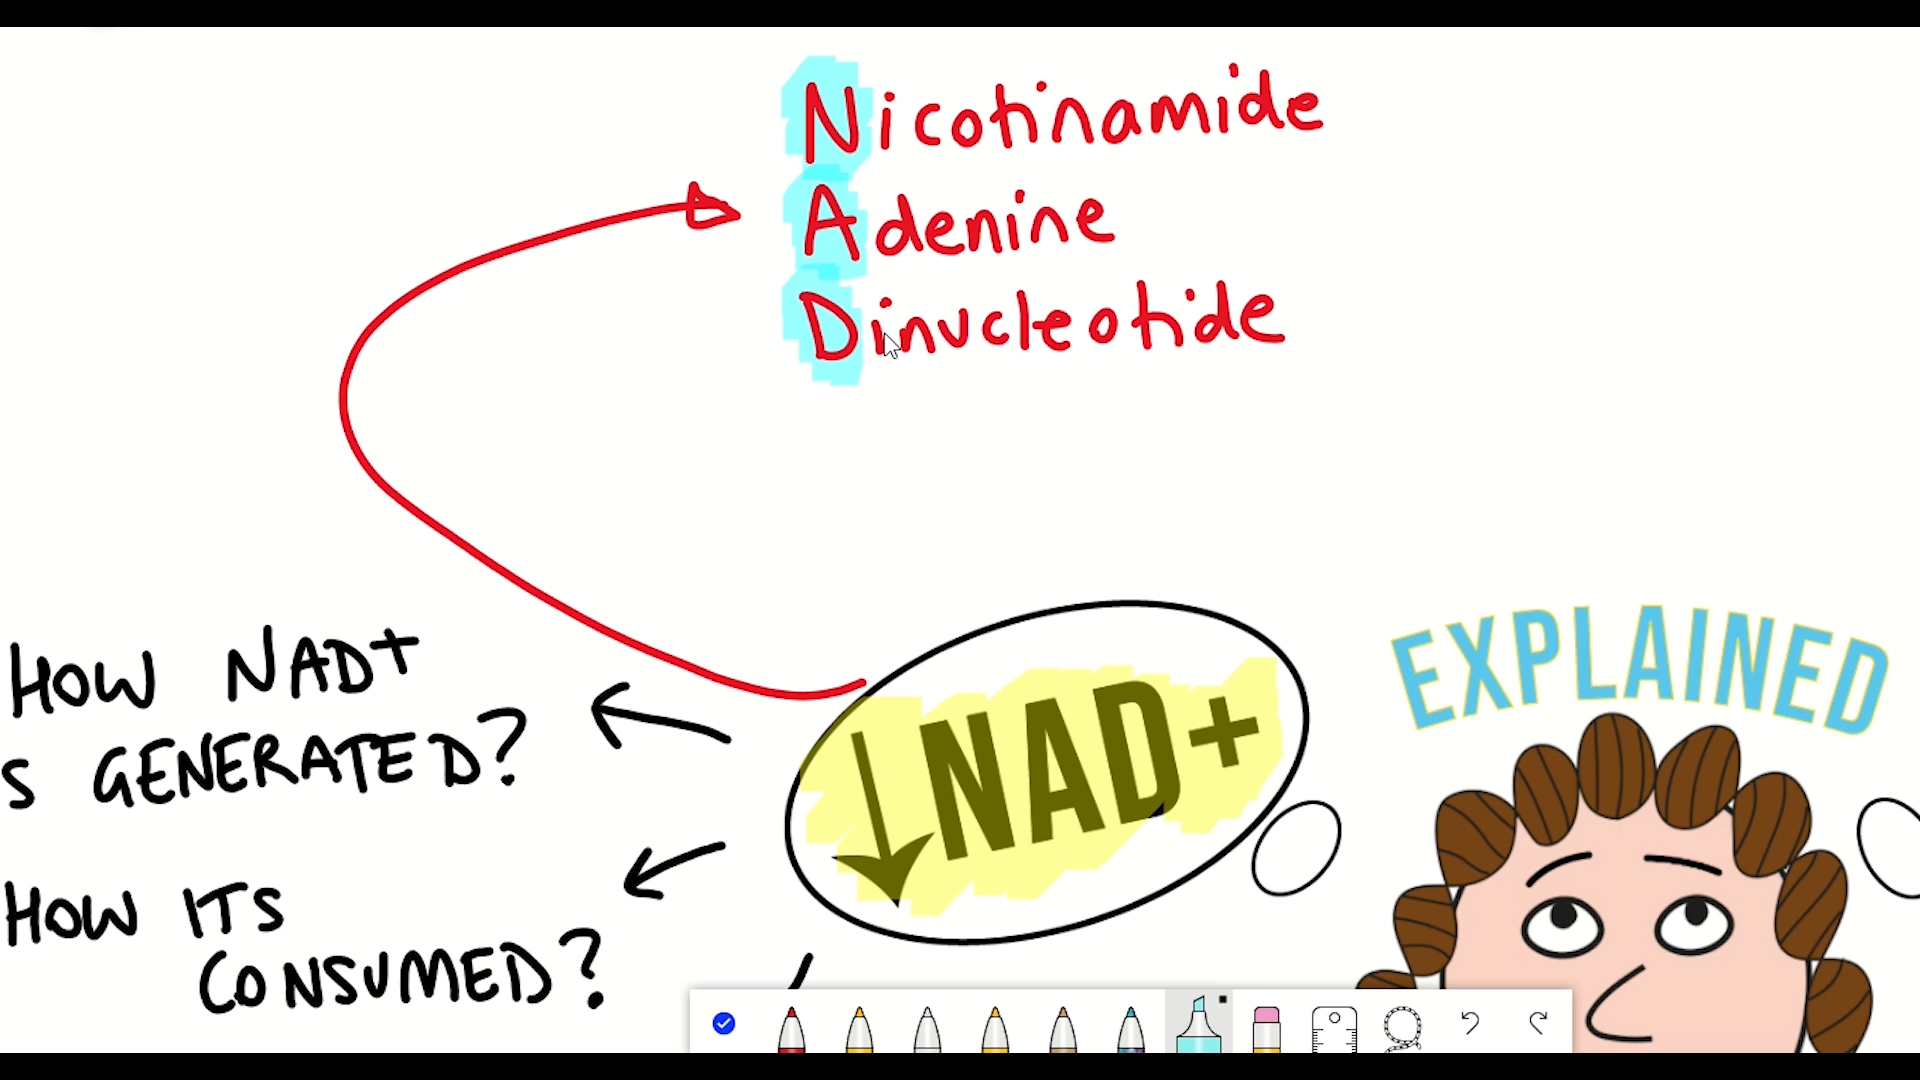 Nicotinamide
Adenine
Dinucleotide
HOW NAD+
S GENERATED?
HOW ITS
CONSUMED?
↓NAD+
EXPLAINED